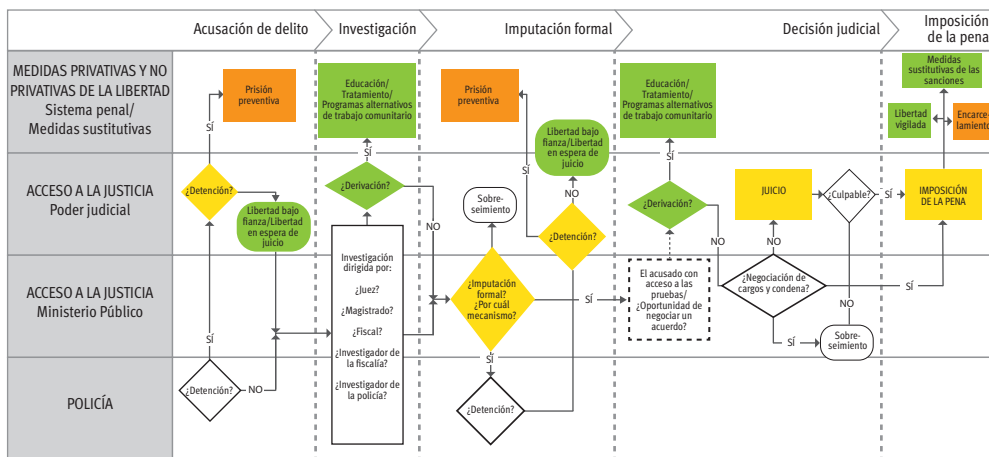 Acusación de delito
Investigación
Imputación formal
Decisión judicial
Imposición
de la pena
MEDIDAS PRIVATIVAS Y NO
PRIVATIVAS DE LA LIBERTAD
Sistema penal/
Medidas sustitutivas
Prisión
preventiva
SÍ
Educación/
Tratamiento/
Programas alternativos
de trabajo comunitario
SÍ
Prisión
preventiva
SÍ
Libertad bajo
fianza/Libertad
en espera de
juicio
NO
Educación/
Tratamiento/
Programas alternativos
de trabajo comunitario
SÍ
Medidas
sustitutivas de las
sanciones
Libertad
vigilada
Encarce-
lamiento
ACCESO A LA JUSTICIA
Poder judicial
¿Detención?
Libertad bajo
fianza/Libertad
en espera de
juicio
¿Derivación?
NO
Sobre-
seimiento
¿Detención?
¿Derivación?
NO
JUICIO
NO
¿Culpable?
SÍ
IMPOSICIÓN
DE LA PENA
ACCESO A LA JUSTICIA
Ministerio Público
SÍ
Investigación
dirigida por:
¿Juez?
¿Magistrado?
¿Fiscal?
¿Investigador de
la fiscalía?
¿Investigador de
la policía?
¿Imputación
formal?
¿Por cuál
mecanismo?
SÍ
SÍ
El acusado con
acceso a las
pruebas/
¿Oportunidad de
negociar un
acuerdo?
¿Negociación de
cargos y condena?
SÍ
SÍ
NO
Sobre-
seimiento
POLICÍA
¿Detención?
NO
¿Detención?